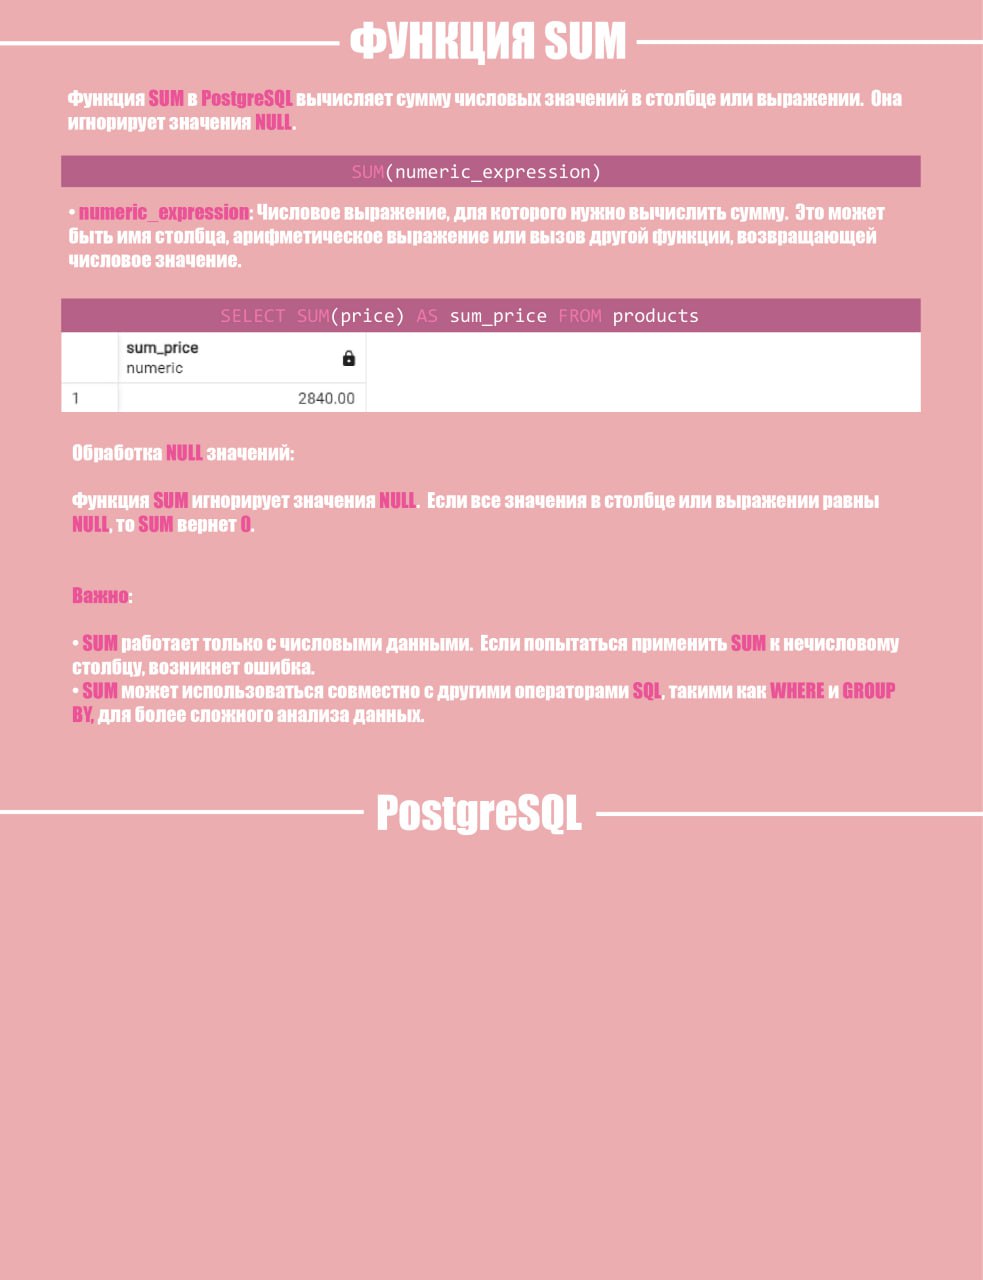 ФУНКЦИЯ SUM
Функция SUM в PostgreSQL вычисляет сумму числовых значений в столбце или выражении. Она
игнорирует значения NULL.
SUM(numeric_expression)
• numeric_expression: Числовое выражение, для которого нужно вычислить сумму. Это может
быть имя столбца, арифметическое выражение или вызов другой функции, возвращающей
числовое значение.
SELECT SUM(price) AS sum_price FROM products
sum_price
numeric
1 2840.00
Обработка NULL значений:
Функция SUM игнорирует значения NULL. Если все значения в столбце или выражении равны
NULL, то SUM вернет 0.
Важно:
• SUM работает только с числовыми данными. Если попытаться применить SUM к нечисловому
столбцу, возникнет ошибка.
• SUM может использоваться совместно с другими операторами SQL, такими как WHERE и GROUP
BY, для более сложного анализа данных.
PostgreSQL